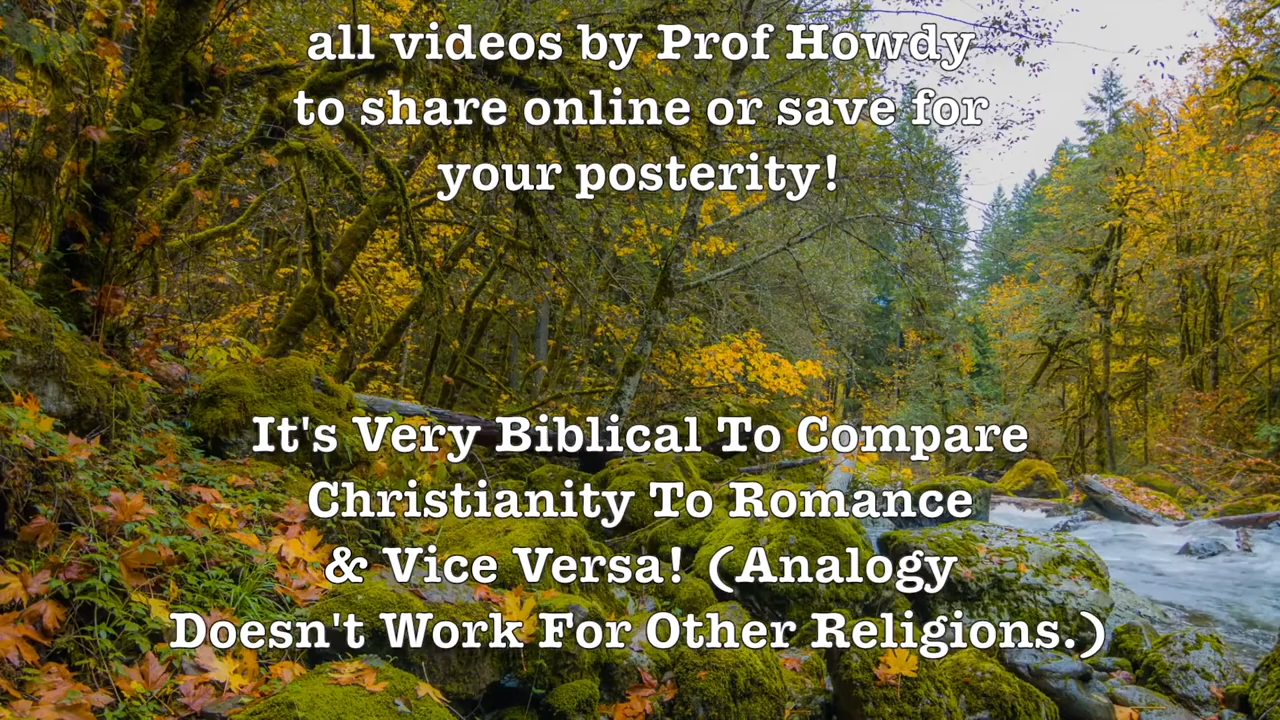 all videos by Prof Howdy
to share online or save for
your posterity!
It's Very Biblical To Compare
Christianity To Romance
& Vice Versa! (Analogy
Doesn't Work For Other Religions.)